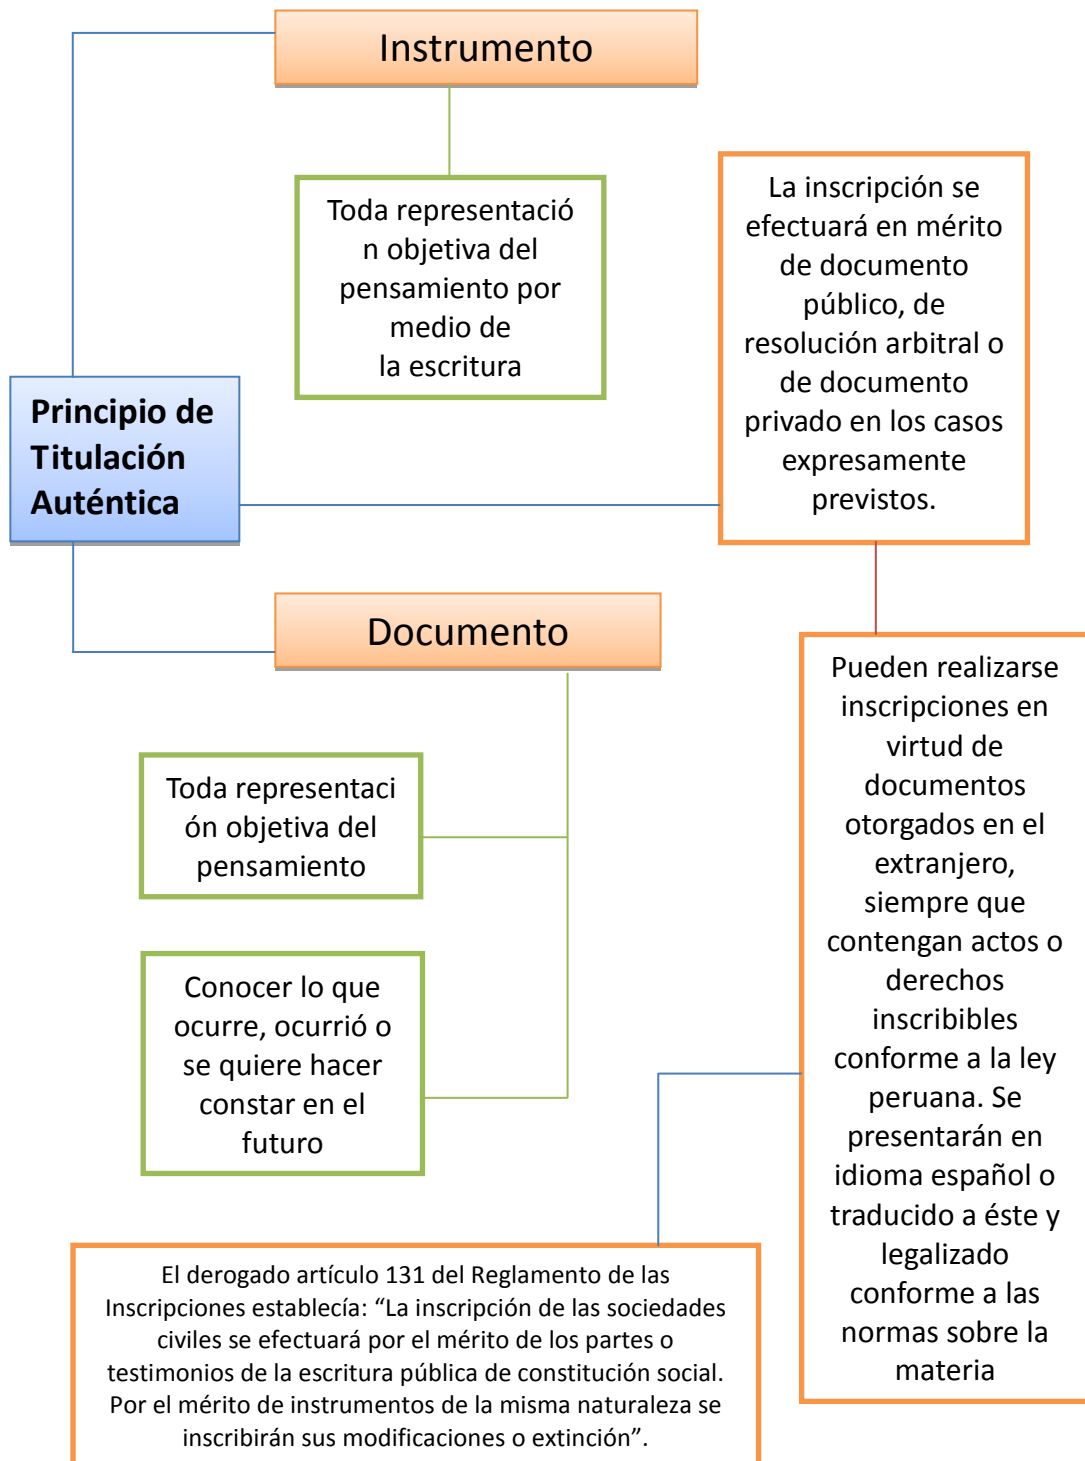 Instrumento
Toda representació
n objetiva del
pensamiento por
medio de
la escritura
La inscripción se
efectuará en mérito
de documento
público, de
resolución arbitral o
de documento
privado en los casos
expresamente
previstos.
Principio de
Titulación
Auténtica
Documento
Toda representaci
ón objetiva del
pensamiento
Conocer lo que
ocurre, ocurrió o
se quiere hacer
constar en el
futuro
Pueden realizarse
inscripciones en
virtud de
documentos
otorgados en el
extranjero,
siempre que
contengan actos o
derechos
inscribibles
conforme a la ley
peruana. Se
presentarán en
idioma español o
traducido a éste y
legalizado
conforme a las
normas sobre la
materia
El derogado artículo 131 del Reglamento de las
Inscripciones establecía: “La inscripción de las sociedades
civiles se efectuará por el mérito de los partes o
testimonios de la escritura pública de constitución social.
Por el mérito de instrumentos de la misma naturaleza se
inscribirán sus modificaciones o extinción”.